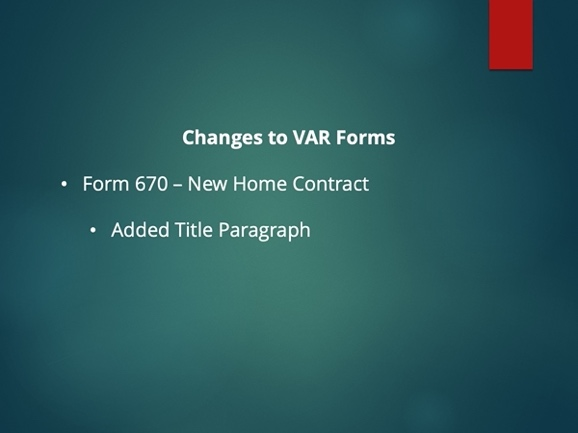 Changes to VAR Forms
• Form 670 – New Home Contract
• Added Title Paragraph